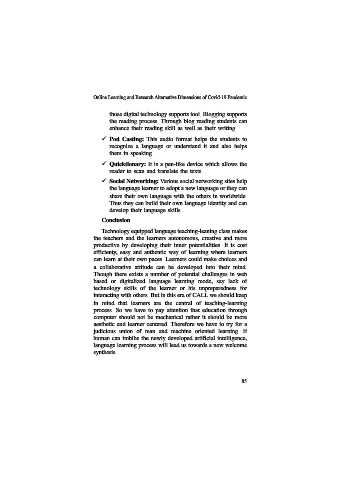 Online Learning and Research Alternative Dimensions of Covid-19 Pandemic
those digital technology supports tool. Blogging supports
the reading process. Through blog reading students can
enhance their reading skill as well as their writing.
✓ Pod Casting: This audio format helps the students to
recognize a language or understand it and also helps
them in speaking.
✓ Quicktionary: It is a pen-like device which allows the
reader to scan and translate the texts.
✓ Social Networking: Various social networking sites help
the language learner to adopt a new language or they can
share their own language with the others in worldwide.
Thus they can build their own language identity and can
develop their language skills.
Conclusion
Technology equipped language teaching-leaning class makes
the teachers and the learners autonomous, creative and more
productive by developing their inner potentialities. It is cost
efficienty, easy and authentic way of learning where learners
can learn at their own paces. Learners could make choices and
a collaborative attitude can be developed into their mind.
Though there exists a number of potential challenges in web
based or digitalized language learning mode, say lack of
technology skills of the learner or his unpreparedness for
interacting with others. But in this era of CALL we should keep
in mind that learners are the central of teaching-learning
process. So we have to pay attention that education through
computer should not be mechanical rather it should be more
aesthetic and learner centered. Therefore we have to try for a
judicious union of man and machine oriented learning. If
human can imbibe the newly developed artificial intelligence,
language learning process will lead us towards a new welcome
synthesis.
85